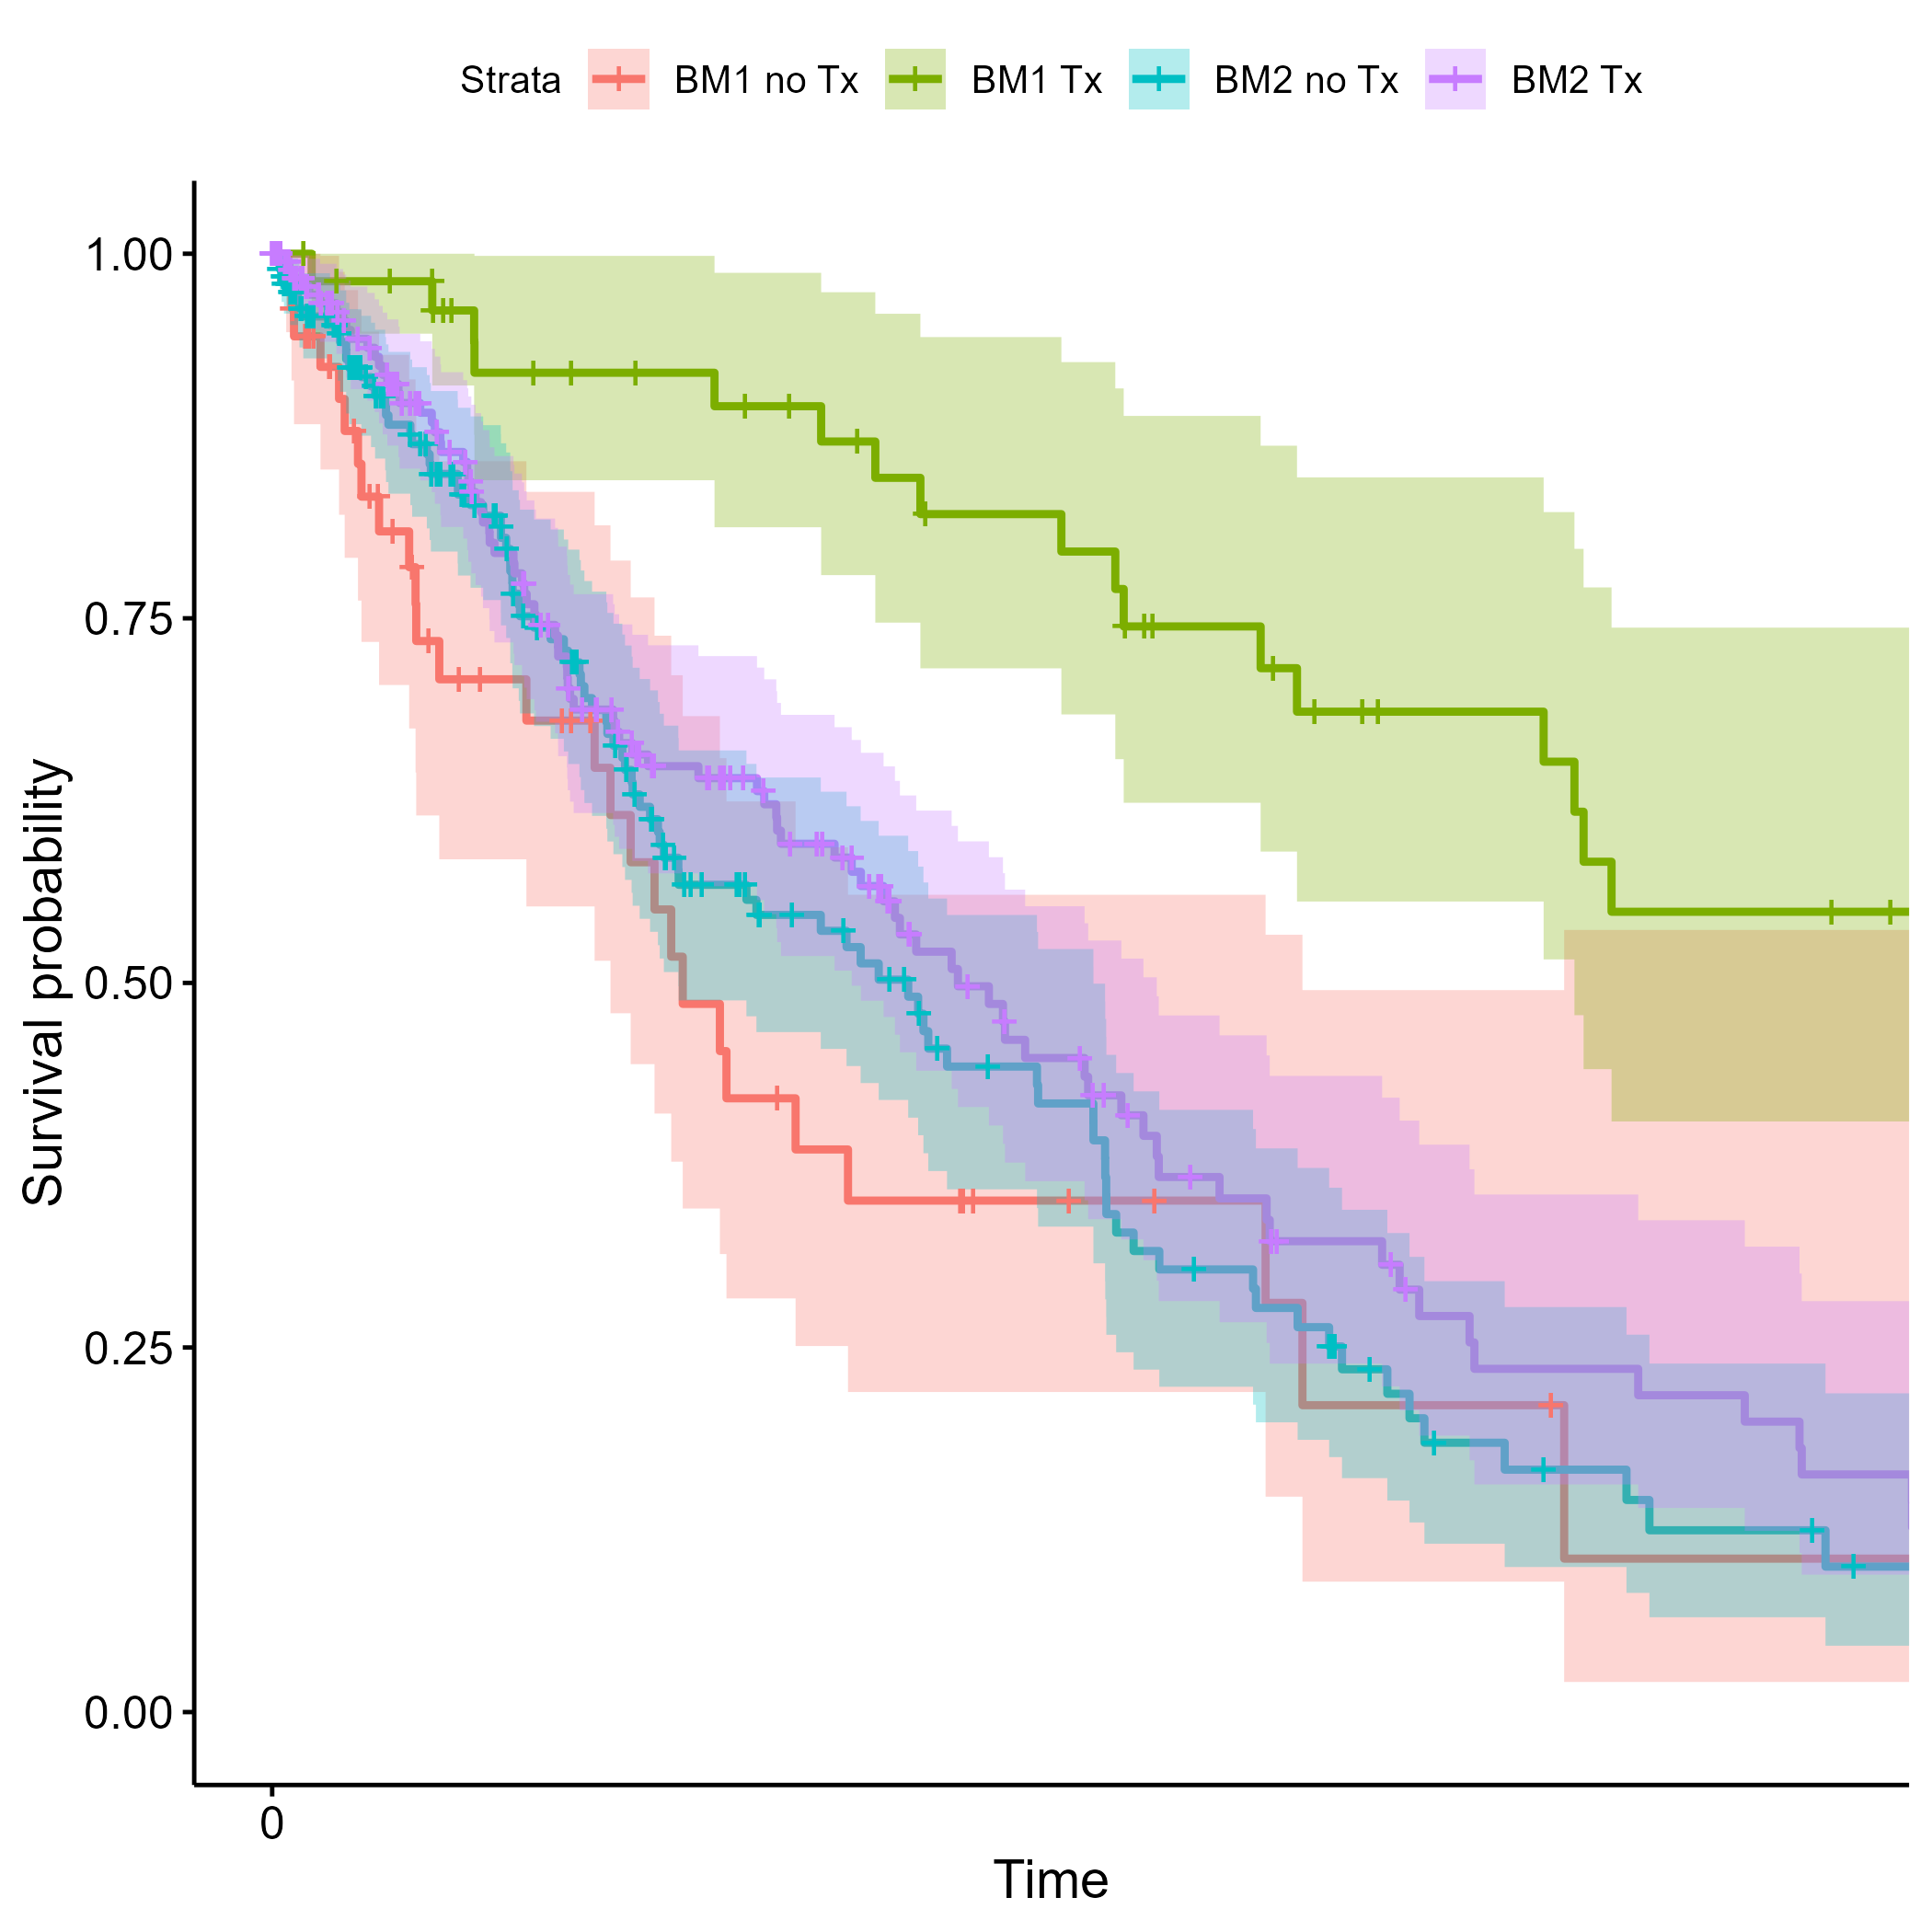 Strata BM1 no Tx BM1 Tx BM2 no Tx BM2 Tx
Survival probability
1.00
0.75
0.50
0.25
0.00
0
Time